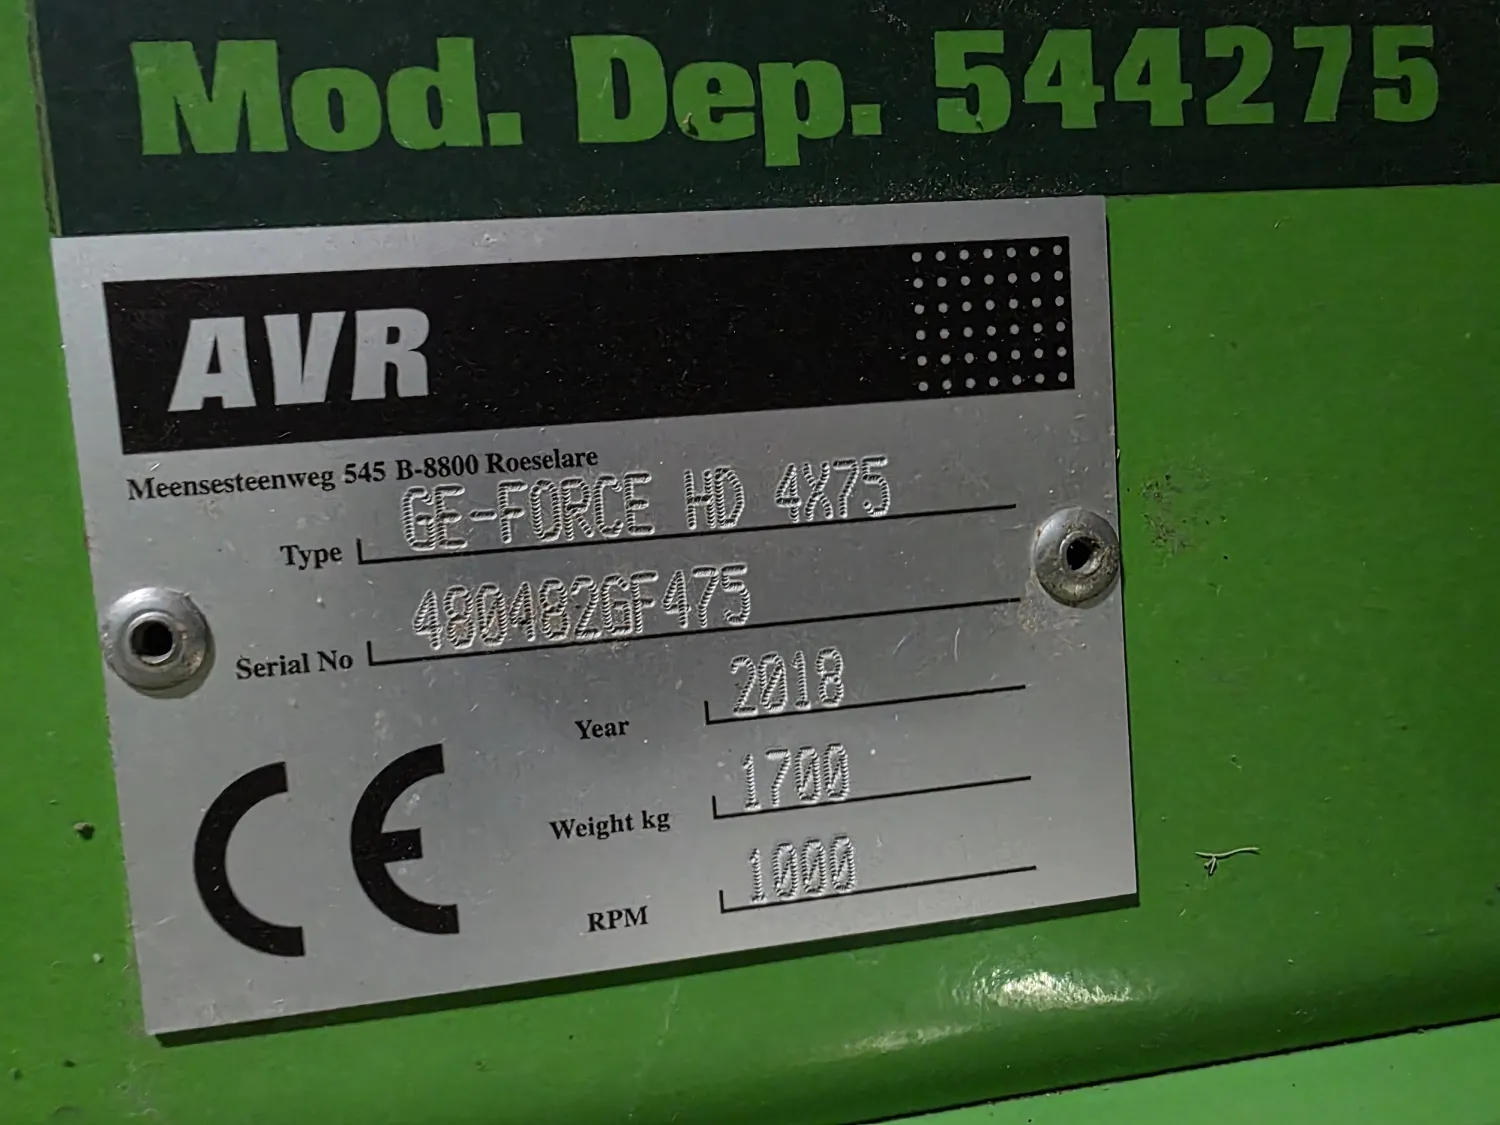 Mod. Dep. 544275
AVR
Meensesteenweg 545 B-8800 Roeselare
Type GE-FORCE HD 4X75
Serial No 480482GF475
Year 2018
Weight kg 1700
RPM 1000
CE